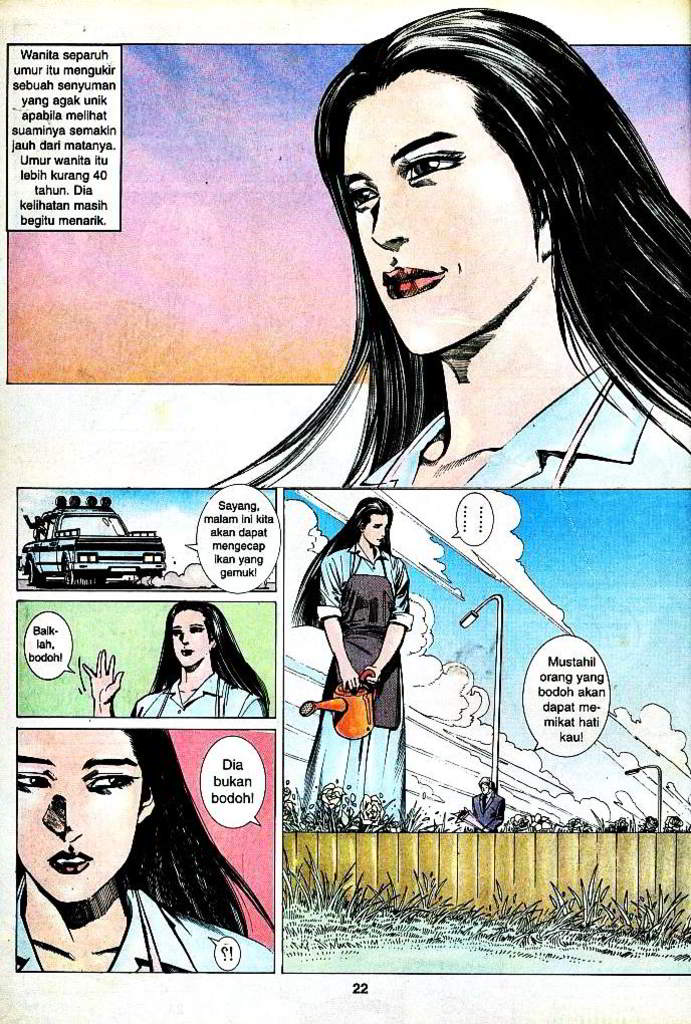 Wanita separuh
umur itu mengukir
sebuah senyuman
yang agak unik
apabila melihat
suaminya semakin
jauh dari matanya.
Umur wanita itu
lebih kurang 40
tahun. Dia
kelihatan masih
begitu menarik.
Sayang,
malam ini kita
akan dapat
mengecap
ikan yang
gemuk!
Baik-
lah,
bodoh!
Dia
bukan
bodoh!
?!
Mustahil
orang yang
bodoh akan
dapat me-
mikat hati
kau!
22